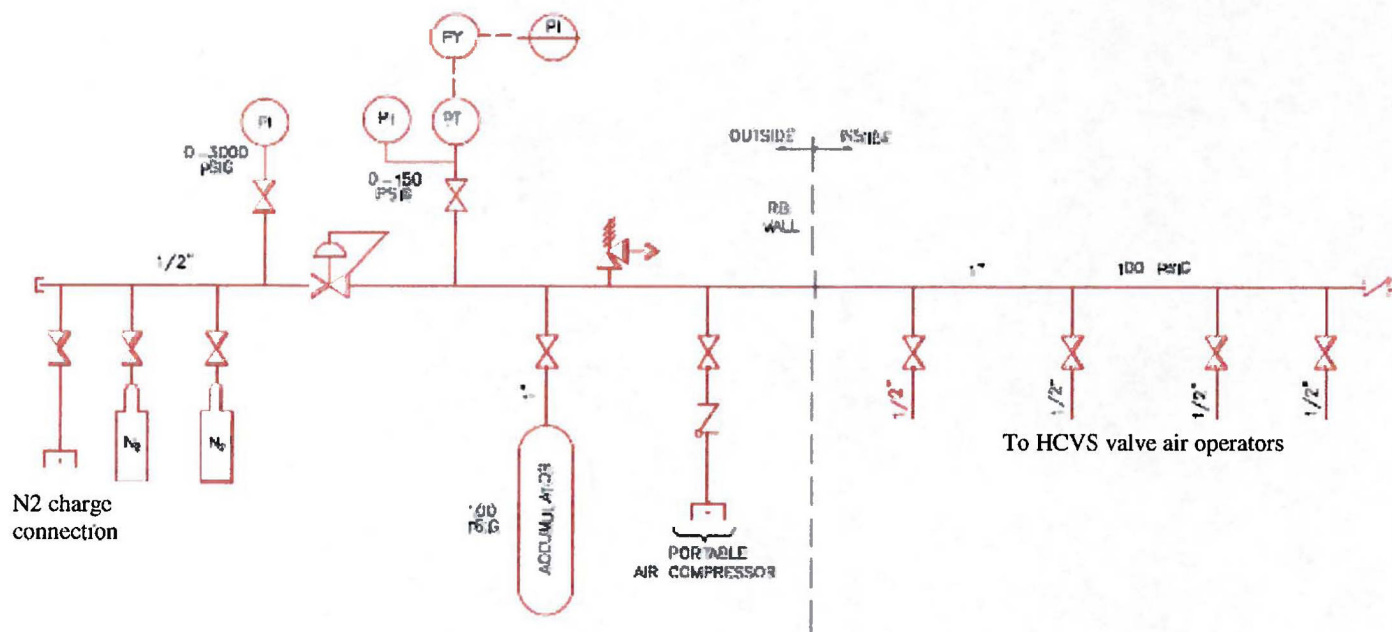 PY
PI
PI
PI
PT
0-3000
PSIG
0-150
PSIG
OUTSIDE
INSIDE
RB
WALL
1/2"
1"
100 PSIG
N2
N2
1"
1/2"
1/2"
1/2"
1/2"
To HCVS valve air operators
N2 charge
connection
100
PSIG
ACCUMULATOR
PORTABLE
AIR COMPRESSOR